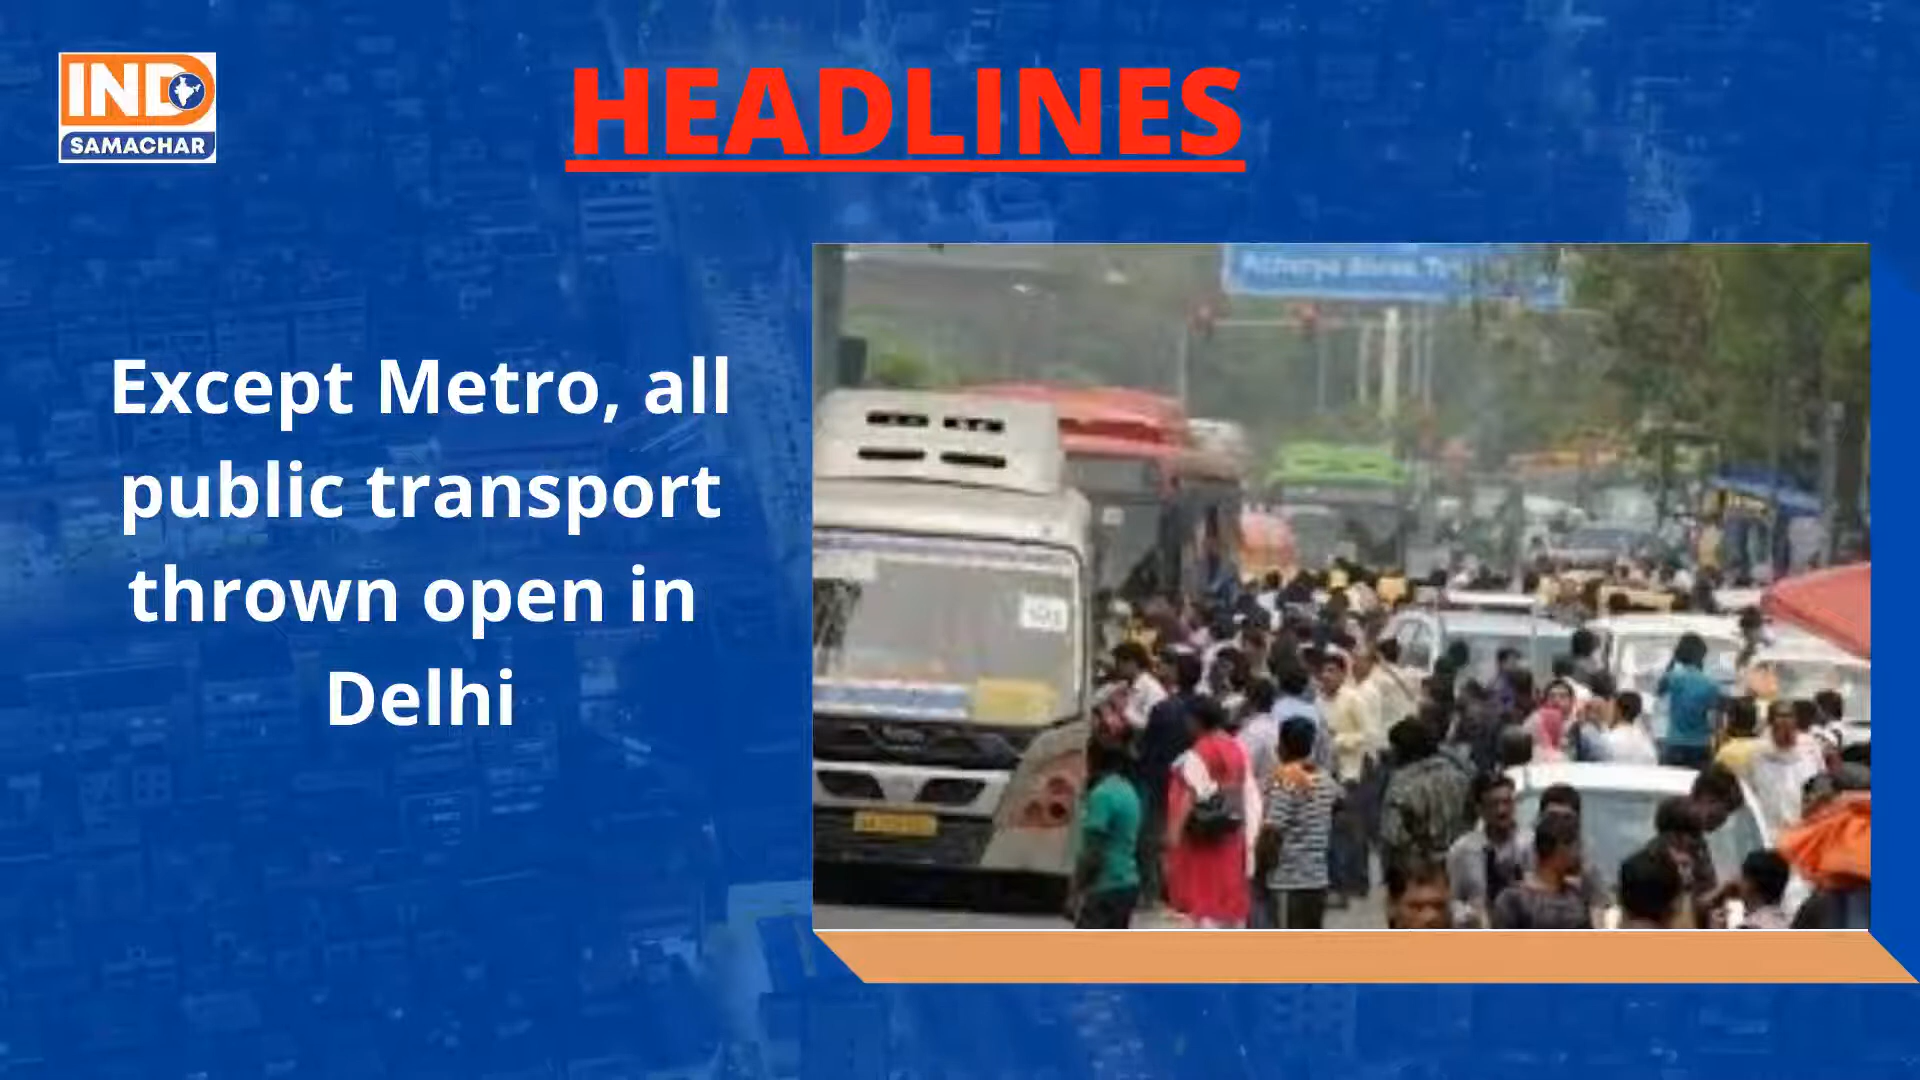 IND
SAMACHAR
HEADLINES
Except Metro, all
public transport
thrown open in
Delhi